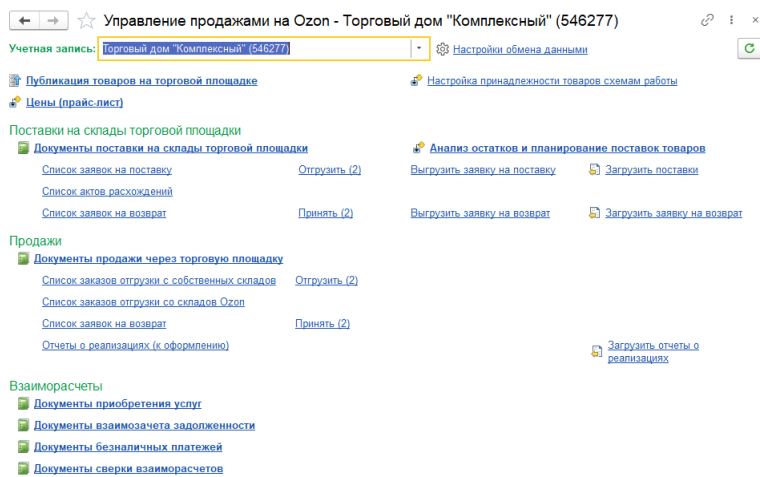 Управление продажами на Ozon - Торговый дом "Комплексный" (546277)
Учетная запись: Торговый дом "Комплексный" (546277) Настройки обмена данными
Публикация товаров на торговой площадке Настройка принадлежности товаров схемам работы
Цены (прайс-лист)
Поставки на склады торговой площадки
Документы поставки на склады торговой площадки Анализ остатков и планирование поставок товаров
Список заявок на поставку Отгрузить (2) Выгрузить заявку на поставку Загрузить поставки
Список актов расхождений
Список заявок на возврат Принять (2) Выгрузить заявку на возврат Загрузить заявку на возврат
Продажи
Документы продажи через торговую площадку
Список заказов отгрузки с собственных складов Отгрузить (2)
Список заказов отгрузки со складов Ozon
Список заявок на возврат Принять (2)
Отчеты о реализациях (к оформлению) Загрузить отчеты о
реализациях
Взаиморасчеты
Документы приобретения услуг
Документы взаимозачета задолженности
Документы безналичных платежей
Документы сверки взаиморасчетов